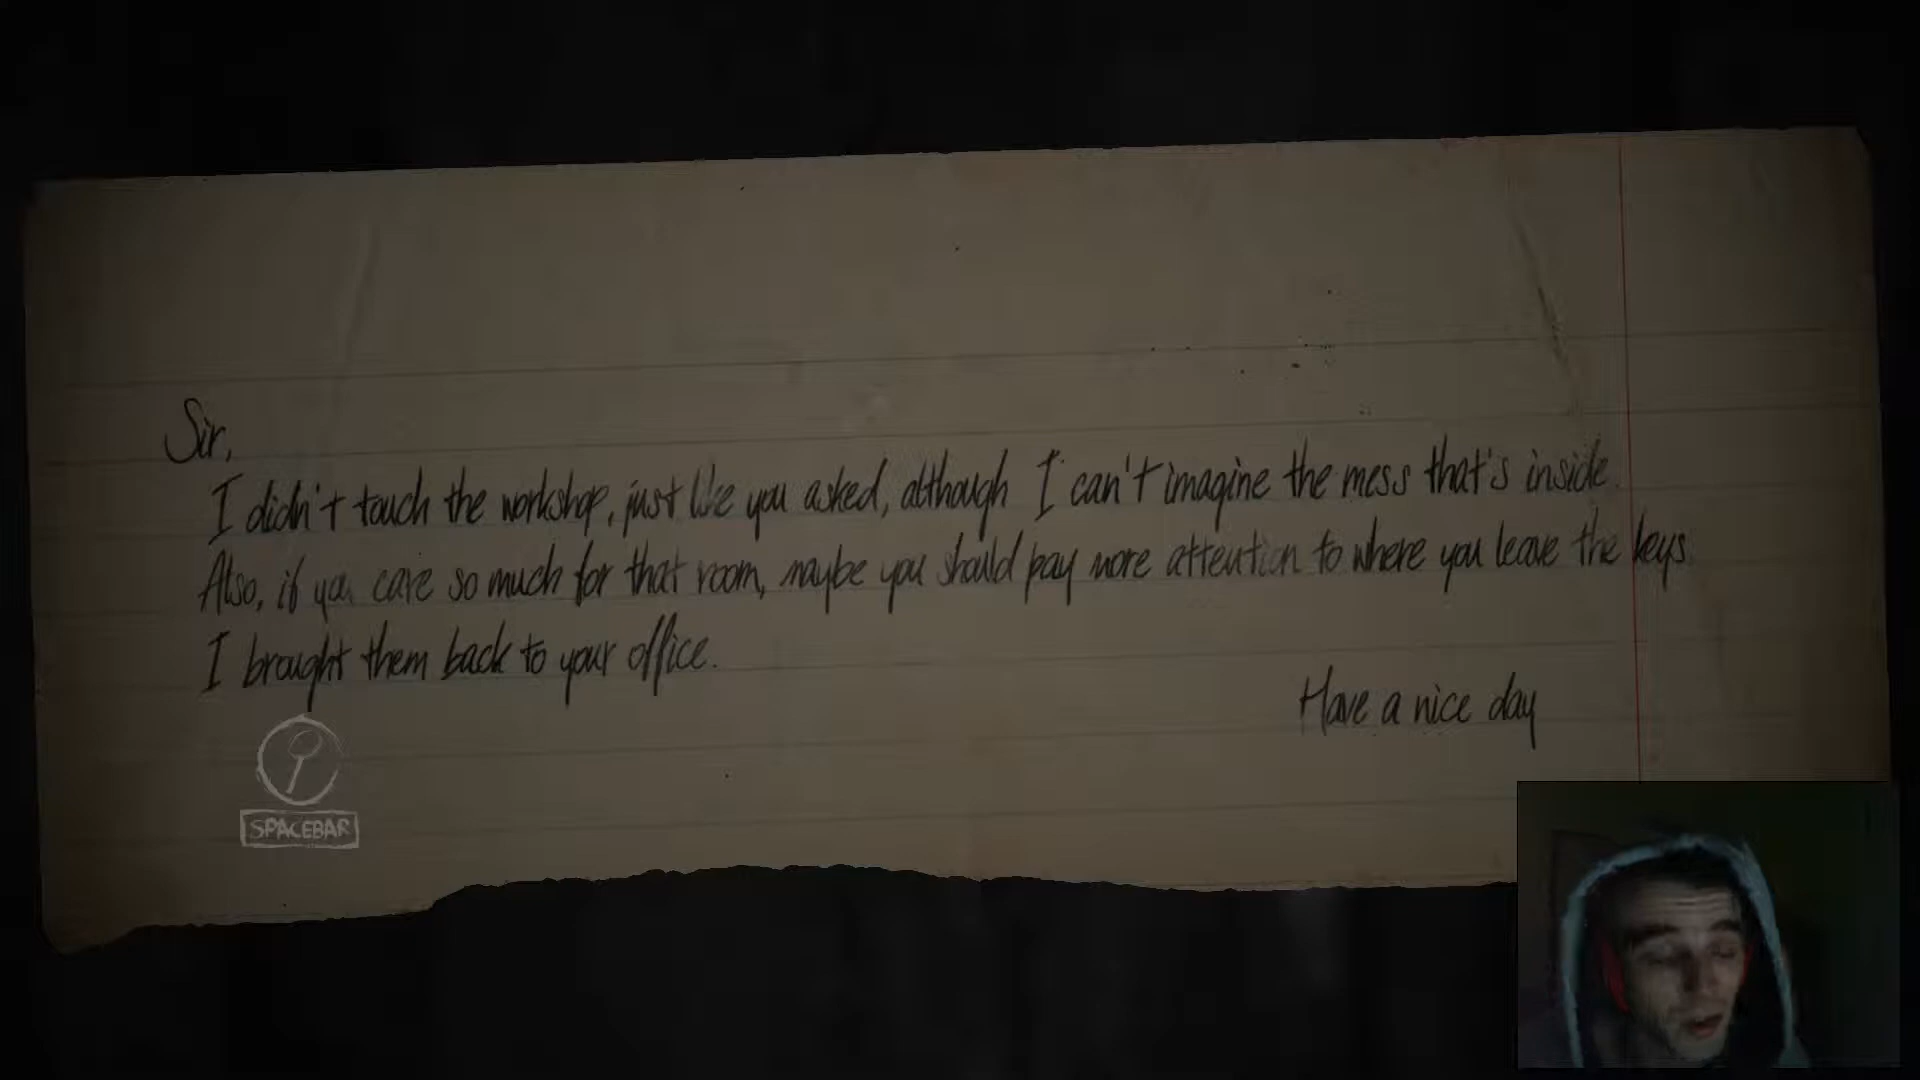 Sir,
I didn't touch the workshop, just like you asked, although I can't imagine the mess that's inside.
Also, if you care so much for that room, maybe you should pay more attention to where you leave the keys.
I brought them back to your office.
Have a nice day
SPACEBAR